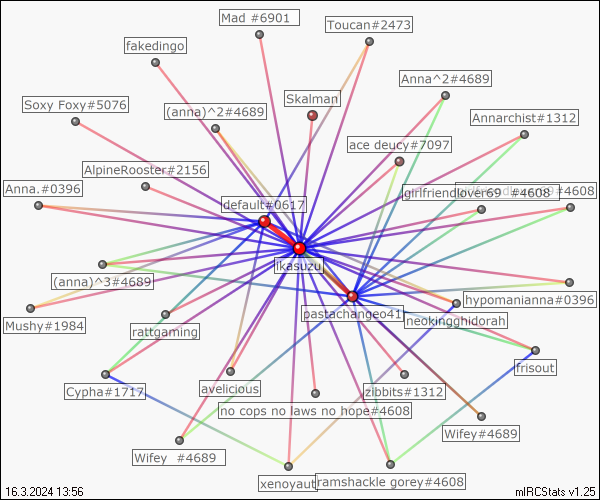 Mad #6901
Toucan#2473
fakedingo
Anna^2#4689
Skalman
Soxy Foxy#5076
(anna)^2#4689
Annarchist#1312
ace deucy#7097
AlpineRooster#2156
Anna.#0396
girlfriendlover69 #4608
#4608
default#0617
Ikasuzu
(anna)^3#4689
hypomanianna#0396
pastachange041
neokingghidorah
Mushy#1984
rattgaming
frisout
Cypha#1717
ayelicious
zibbits#1312
no cops no laws no hope#4608
Wifey#4689
Wifey #4689
xenoyaut
ramshackle gorey#4608
16.3.2024 13:56
mIRCStats v1.25